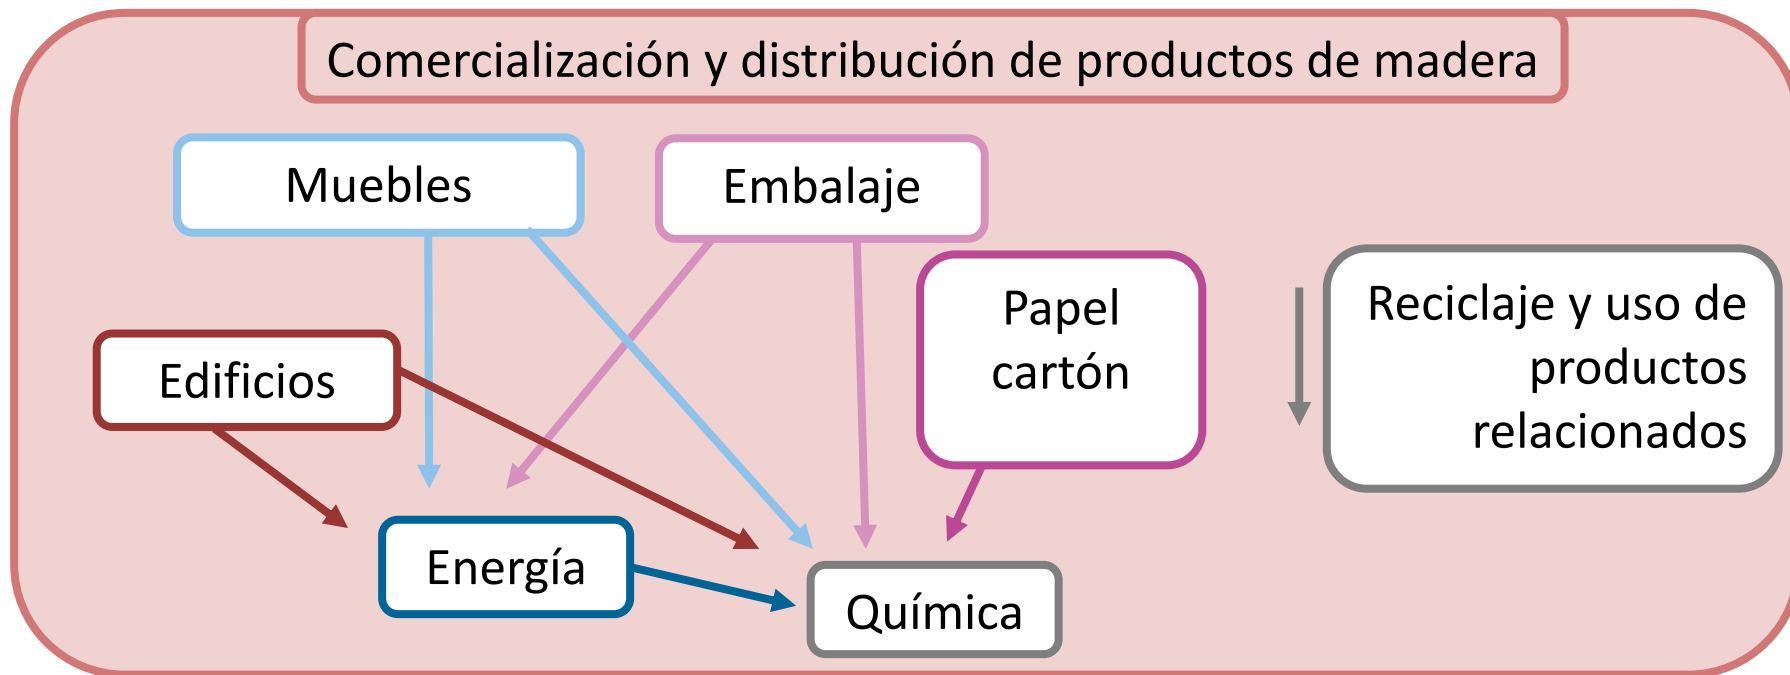 Comercialización y distribución de productos de madera
Muebles
Embalaje
Papel
cartón
Reciclaje y uso de
productos
relacionados
Edificios
Energía
Química